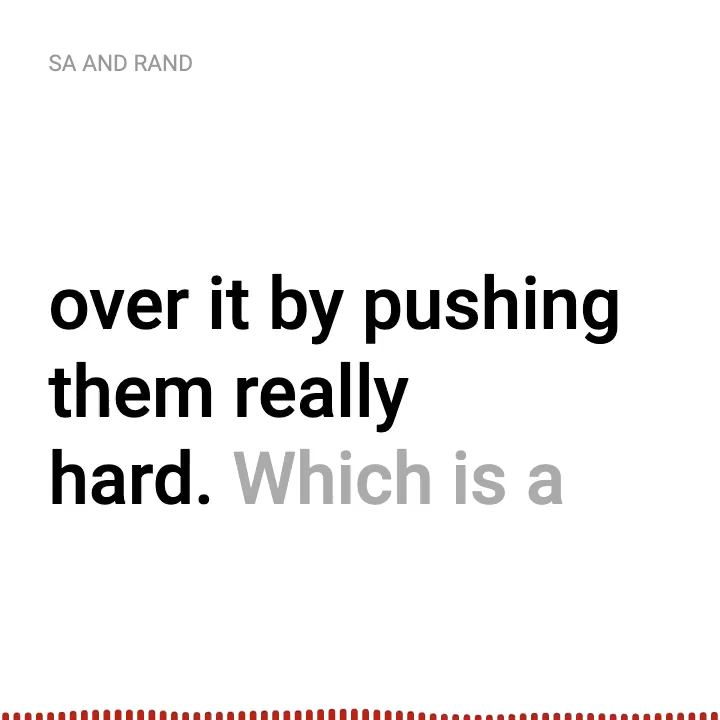 SA AND RAND
over it by pushing
them really
hard. Which is a